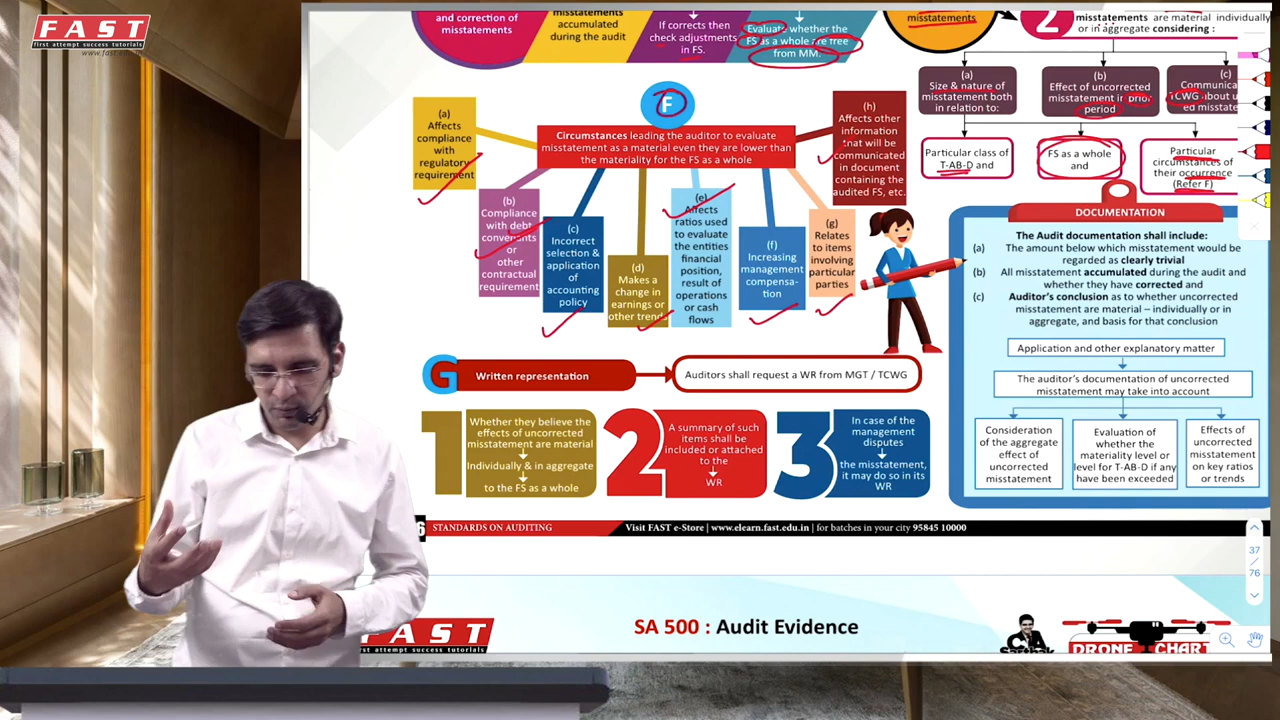 FAST
first attempt success tutorials
www.fast.e
and correction of
misstatements
misstatements
accumulated
during the audit
If corrects then
check adjustments
in FS.
Evaluate whether the
FS as a whole are free
from MM.
misstatements
2
misstatements are material individually
or in aggregate considering :
(a)
Size & nature of
misstatement both
in relation to:
(b)
Effect of uncorrected
misstatement in prior
period
(c)
Communica
TCWG about u
ed misstate
Particular class of
T-AB-D and
FS as a whole
and
Particular
circumstances of
their occurrence
(Refer F)
F
Circumstances leading the auditor to evaluate
misstatement as a material even they are lower than
the materiality for the FS as a whole
(a)
Affects
compliance
with
regulatory
requirement
(b)
Compliance
with debt
convenants
or
other
contractual
requirement
(c)
Incorrect
selection &
application
of
accounting
policy
(d)
Makes a
change in
earnings or
other trends
(e)
Affects
ratios used
to evaluate
the entities
financial
position,
result of
operations
or cash
flows
(f)
Increasing
management
compensa-
tion
(g)
Relates
to items
involving
particular
parties
(h)
Affects other
information
that will be
communicated
in document
containing the
audited FS, etc.
DOCUMENTATION
The Audit documentation shall include:
(a) The amount below which misstatement would be
regarded as clearly trivial
(b) All misstatement accumulated during the audit and
whether they have corrected and
(c) Auditor's conclusion as to whether uncorrected
misstatement are material – individually or in
aggregate, and basis for that conclusion
Application and other explanatory matter
The auditor's documentation of uncorrected
misstatement may take into account
Consideration
of the aggregate
effect of
uncorrected
misstatement
Evaluation of
whether the
materiality level or
level for T-AB-D if any
have been exceeded
Effects of
uncorrected
misstatement
on key ratios
or trends
G Written representation
Auditors shall request a WR from MGT / TCWG
1
Whether they believe the
effects of uncorrected
misstatement are material
Individually & in aggregate
to the FS as a whole
2
A summary of such
items shall be
included or attached
to the
WR
3
In case of the
management
disputes
the misstatement,
it may do so in its
WR
6 STANDARDS ON AUDITING
Visit FAST e-Store | www.elearn.fast.edu.in | for batches in your city 95845 10000
37
/
76
FAST
first attempt success tutorials
SA 500 : Audit Evidence
Sarthak
DRONE CHART